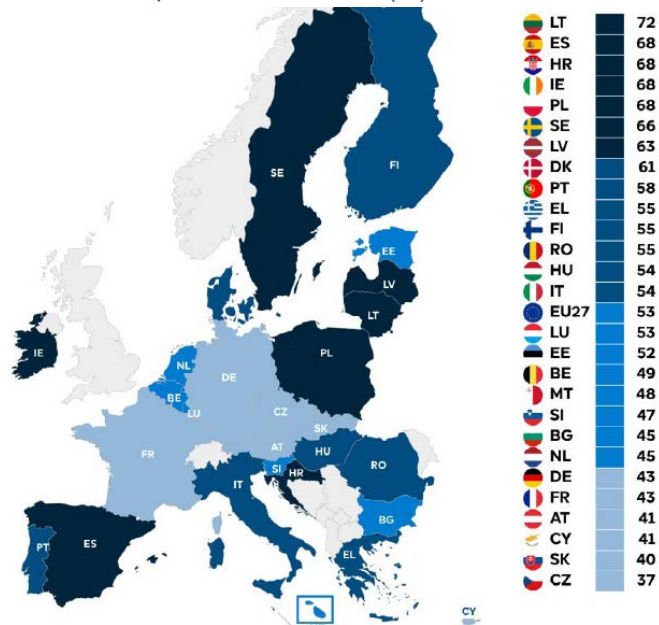 LT 72
ES 68
HR 68
IE 68
PL 68
SE 66
LV 63
DK 61
PT 58
EL 55
FI 55
RO 55
HU 54
IT 54
EU27 53
LU 53
EE 52
BE 49
MT 48
SI 47
BG 45
NL 45
DE 43
FR 43
AT 41
CY 41
SK 40
CZ 37
SE
FI
EE
LV
LT
IE
NL
DE
PL
BE
LU
CZ
SK
FR
AT
HU
SI
HR
RO
IT
BG
PT
ES
EL
CY